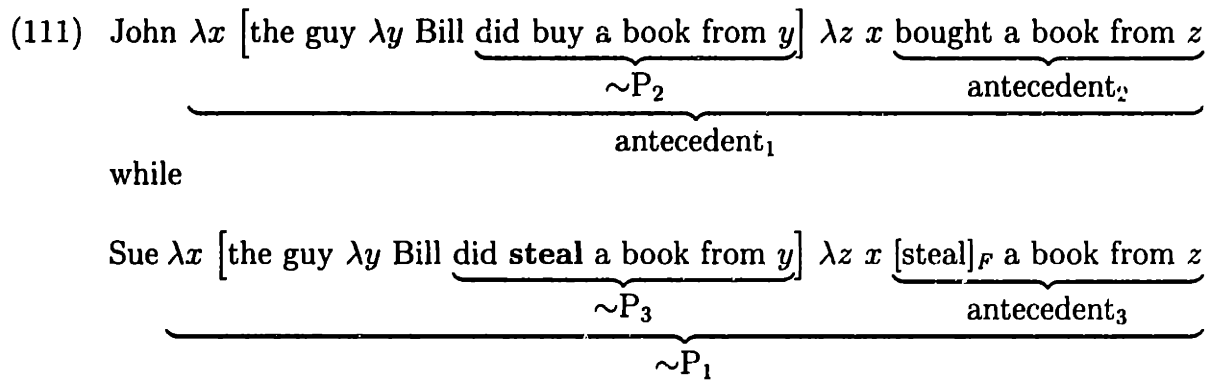 (111) John λx [the guy λy Bill did buy a book from y] λz x bought a book from z
∼P₂ antecedent₂
antecedent₁
while
Sue λx [the guy λy Bill did steal a book from y] λz x [steal]_F a book from z
∼P₃ antecedent₃
∼P₁